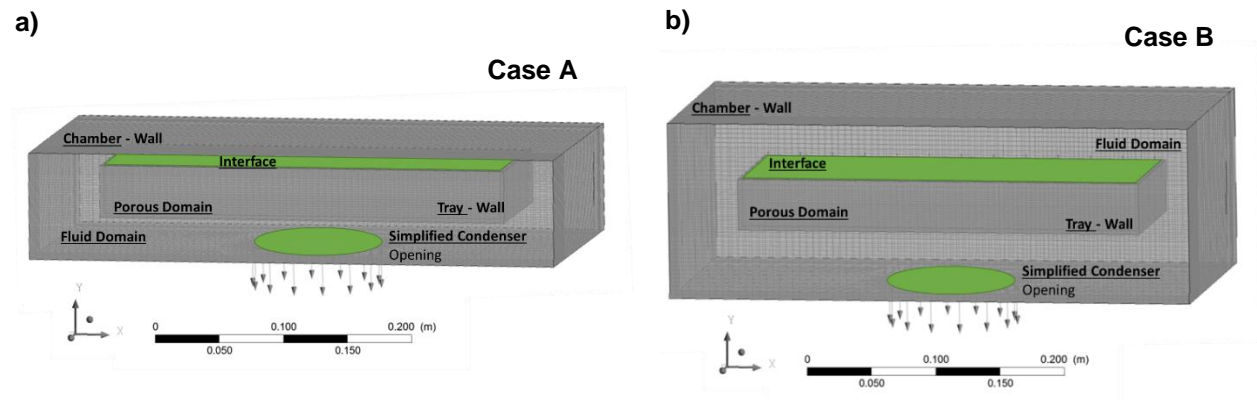 a)
Case A
Chamber - Wall
Interface
Porous Domain
Tray - Wall
Fluid Domain
Simplified Condenser
Opening
Y
X
0 0.100 0.200 (m)
0.050 0.150
b)
Case B
Chamber - Wall
Fluid Domain
Interface
Porous Domain
Tray - Wall
Simplified Condenser
Opening
Y
X
0 0.100 0.200 (m)
0.050 0.150